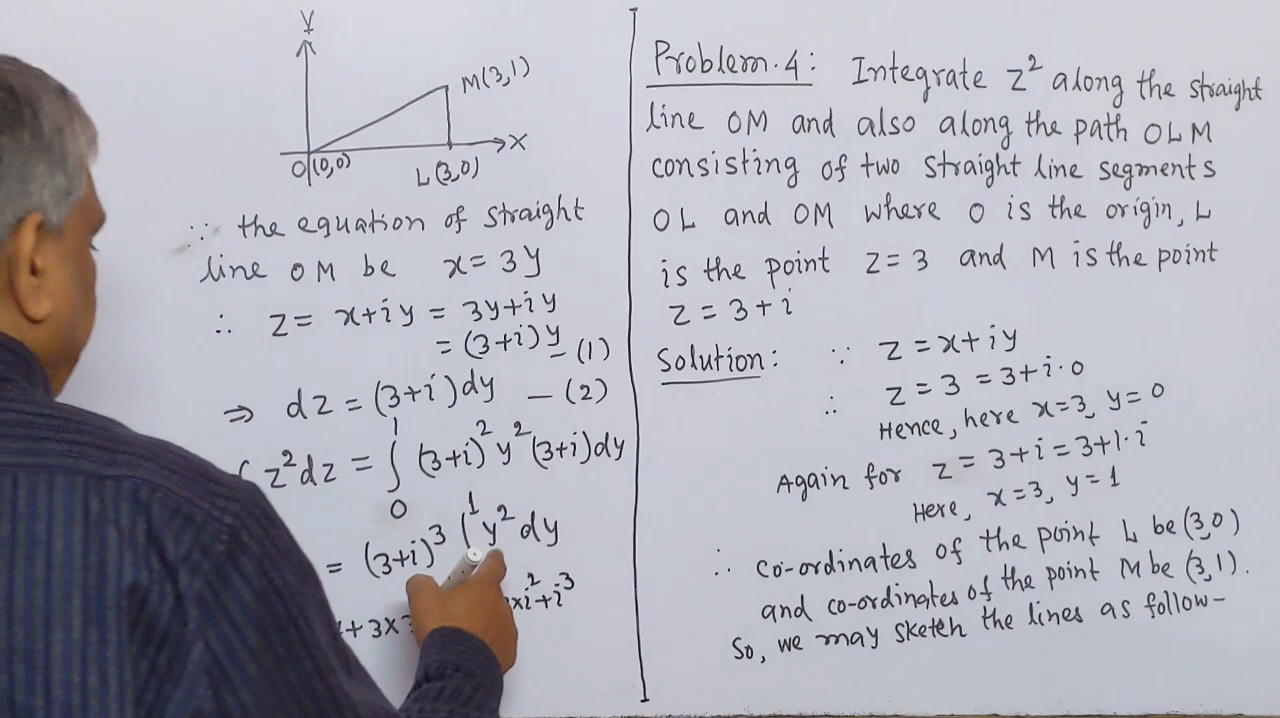 Y
M(3,1)
X
O(0,0)
L(3,0)
∴ the equation of straight
line OM be x = 3y
∴ z = x+iy = 3y+iy
= (3+i)y – (1)
⇒ dz = (3+i)dy – (2)
∫ z²dz = ∫₀¹ (3+i)² y² (3+i)dy
= (3+i)³ ∫¹ y² dy
+ 3x xi² + i³
Problem. 4: Integrate z² along the straight
line OM and also along the path OLM
consisting of two straight line segments
OL and OM where O is the origin, L
is the point z = 3 and M is the point
z = 3 + i
Solution: ∵ z = x + iy
∴ z = 3 = 3 + i·0
Hence, here x=3, y=0
Again for z = 3 + i = 3+1·i
Here, x=3, y=1
∴ Co-ordinates of the point L be (3,0)
and co-ordinates of the point M be (3,1).
So, we may sketch the lines as follow–